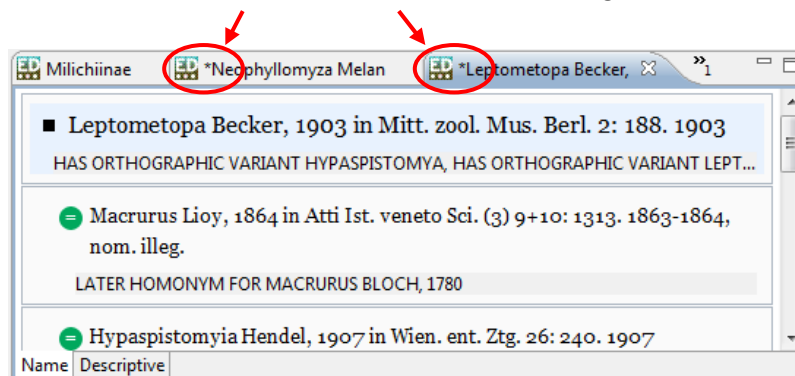 Milichiinae *Neophyllomyza Melan *Leptometopa Becker, »1
Leptometopa Becker, 1903 in Mitt. zool. Mus. Berl. 2: 188. 1903
HAS ORTHOGRAPHIC VARIANT HYPASPISTOMYA, HAS ORTHOGRAPHIC VARIANT LEPT...
= Macrurus Lioy, 1864 in Atti Ist. veneto Sci. (3) 9+10: 1313. 1863-1864,
nom. illeg.
LATER HOMONYM FOR MACRURUS BLOCH, 1780
= Hypaspistomyia Hendel, 1907 in Wien. ent. Ztg. 26: 240. 1907
Name Descriptive